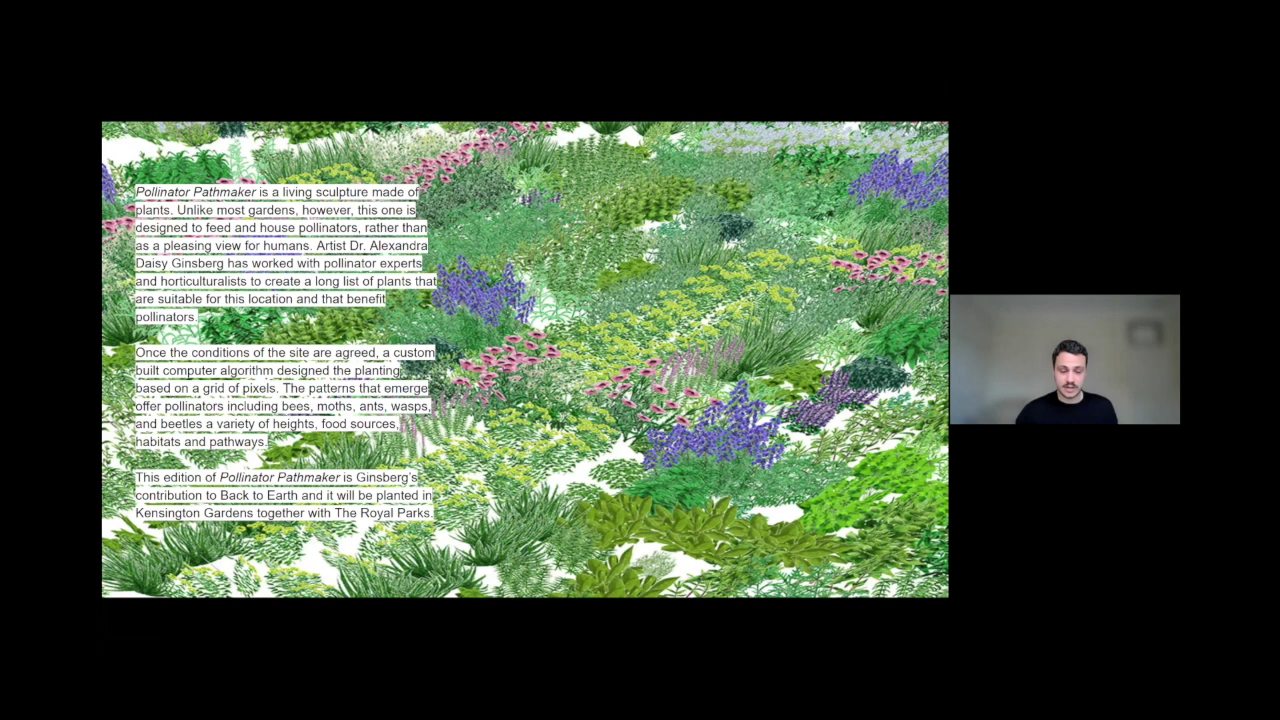 Pollinator Pathmaker is a living sculpture made of
plants. Unlike most gardens, however, this one is
designed to feed and house pollinators, rather than
as a pleasing view for humans. Artist Dr. Alexandra
Daisy Ginsberg has worked with pollinator experts
and horticulturalists to create a long list of plants that
are suitable for this location and that benefit
pollinators.
Once the conditions of the site are agreed, a custom
built computer algorithm designed the planting
based on a grid of pixels. The patterns that emerge
offer pollinators including bees, moths, ants, wasps,
and beetles a variety of heights, food sources,
habitats and pathways.
This edition of Pollinator Pathmaker is Ginsberg's
contribution to Back to Earth and it will be planted in
Kensington Gardens together with The Royal Parks.